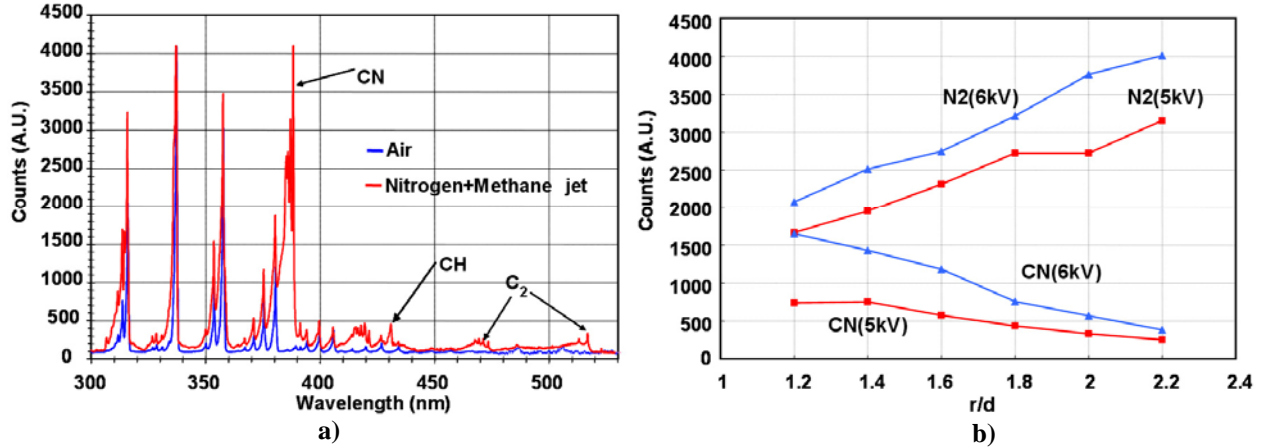 4500
4000
3500
3000
2500
2000
1500
1000
500
0
Counts (A.U.)
CN
Air
Nitrogen+Methane jet
CH
C₂
300 350 400 450 500
Wavelength (nm)
a)
4500
4000
3500
3000
2500
2000
1500
1000
500
0
Counts (A.U.)
N2(6kV)
N2(5kV)
CN(6kV)
CN(5kV)
1 1.2 1.4 1.6 1.8 2 2.2 2.4
r/d
b)